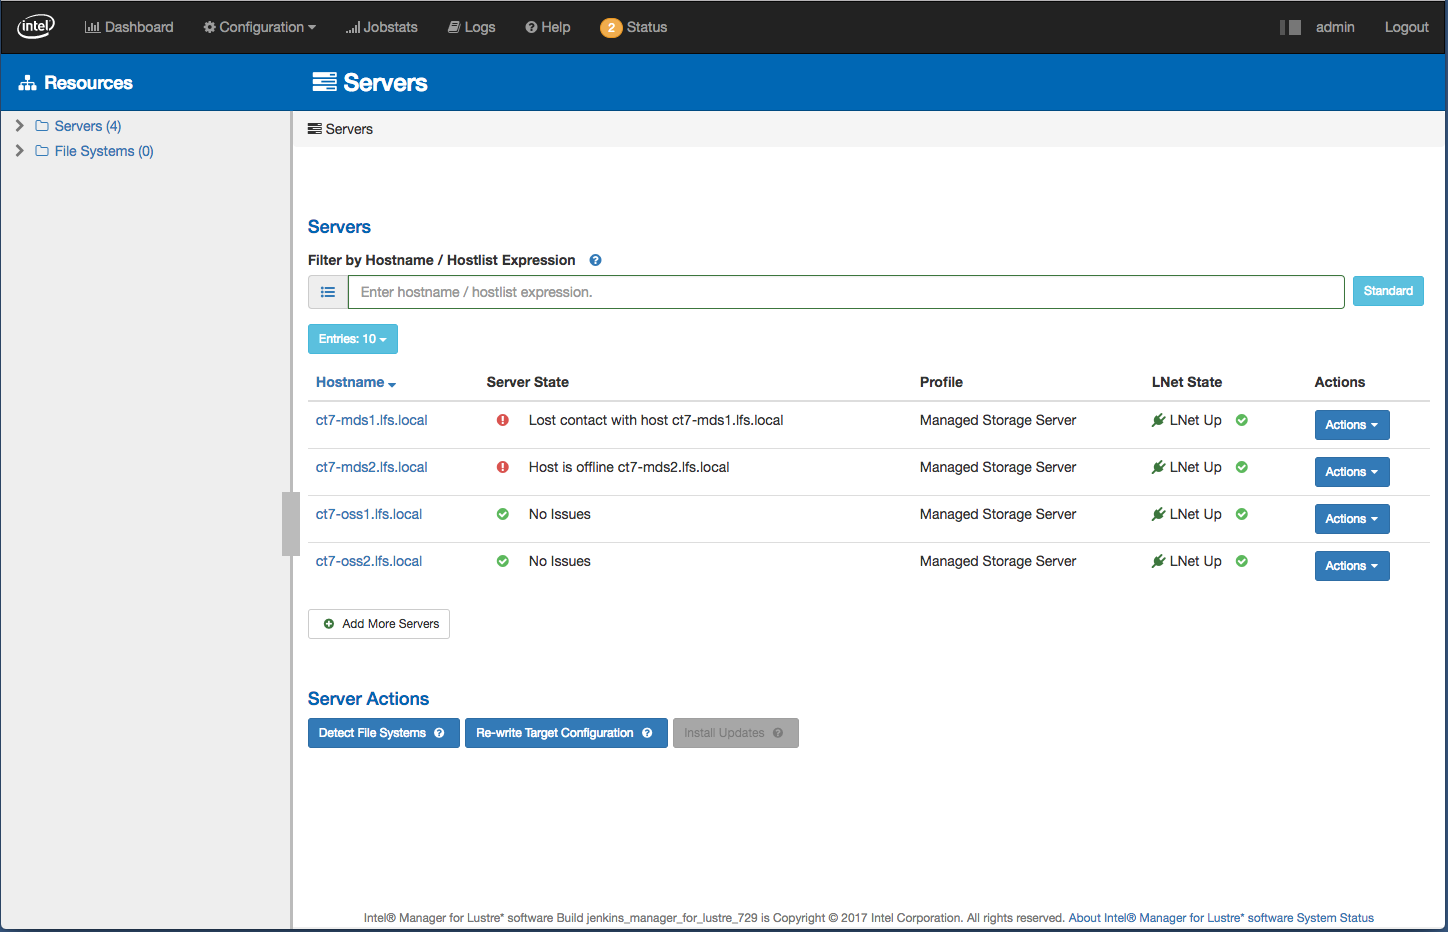 intel Dashboard Configuration Jobstats Logs Help 2 Status admin Logout
Resources
Servers
Servers (4)
File Systems (0)
Servers
Servers
Filter by Hostname / Hostlist Expression ?
Enter hostname / hostlist expression. Standard
Entries: 10
Hostname Server State Profile LNet State Actions
ct7-mds1.lfs.local Lost contact with host ct7-mds1.lfs.local Managed Storage Server LNet Up Actions
ct7-mds2.lfs.local Host is offline ct7-mds2.lfs.local Managed Storage Server LNet Up Actions
ct7-oss1.lfs.local No Issues Managed Storage Server LNet Up Actions
ct7-oss2.lfs.local No Issues Managed Storage Server LNet Up Actions
Add More Servers
Server Actions
Detect File Systems ? Re-write Target Configuration ? Install Updates ?
Intel® Manager for Lustre* software Build jenkins_manager_for_lustre_729 is Copyright © 2017 Intel Corporation. All rights reserved. About Intel® Manager for Lustre* software System Status